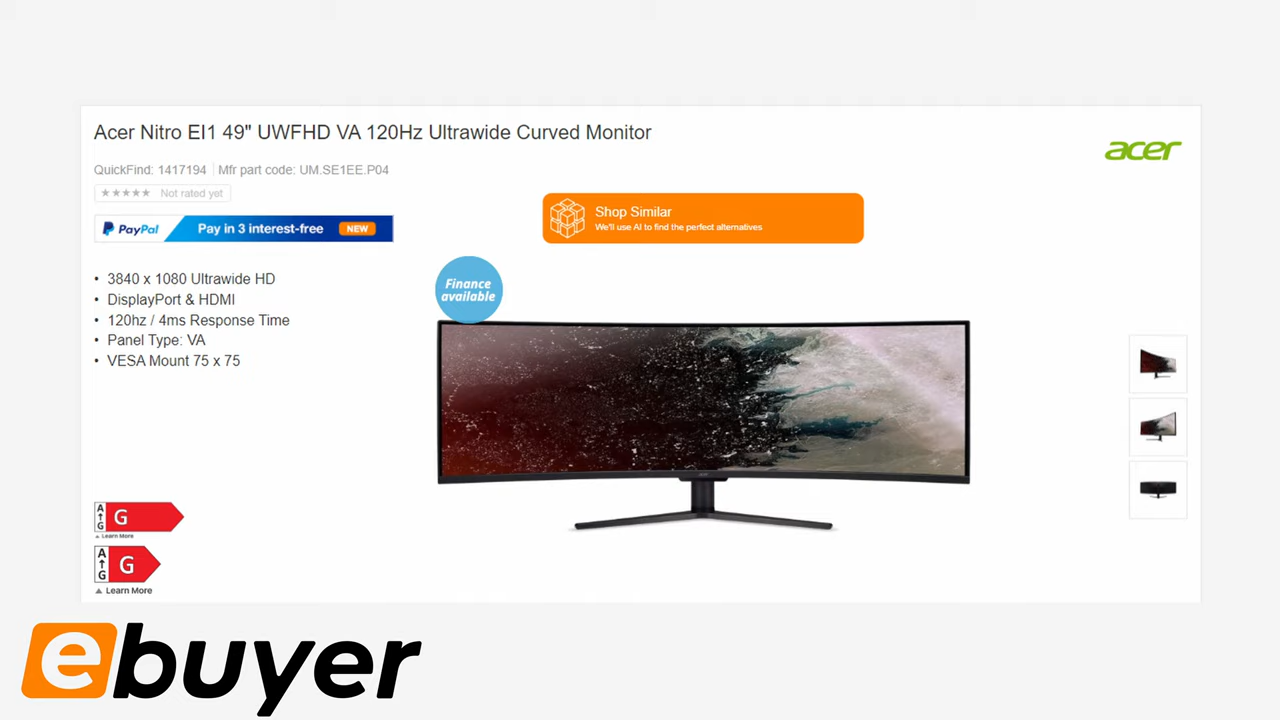 Acer Nitro EI1 49" UWFHD VA 120Hz Ultrawide Curved Monitor
acer
QuickFind: 1417194 Mfr part code: UM.SE1EE.P04
★★★★★ Not rated yet
PayPal Pay in 3 interest-free NEW
Shop Similar
We'll use AI to find the perfect alternatives
• 3840 x 1080 Ultrawide HD
• DisplayPort & HDMI
• 120hz / 4ms Response Time
• Panel Type: VA
• VESA Mount 75 x 75
Finance
available
A
G
G
Learn More
A
G
G
Learn More
ebuyer